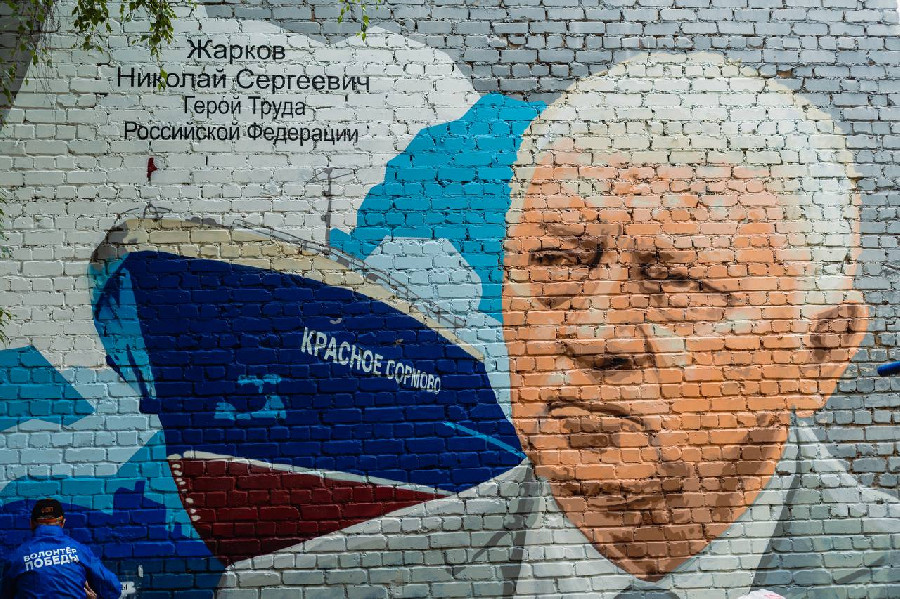 Жарков
Николай Сергеевич
Герой Труда
Российской Федерации
КРАСНОЕ СОРМОВО
ВОЛОНТЁР
ПОБЕДЫ